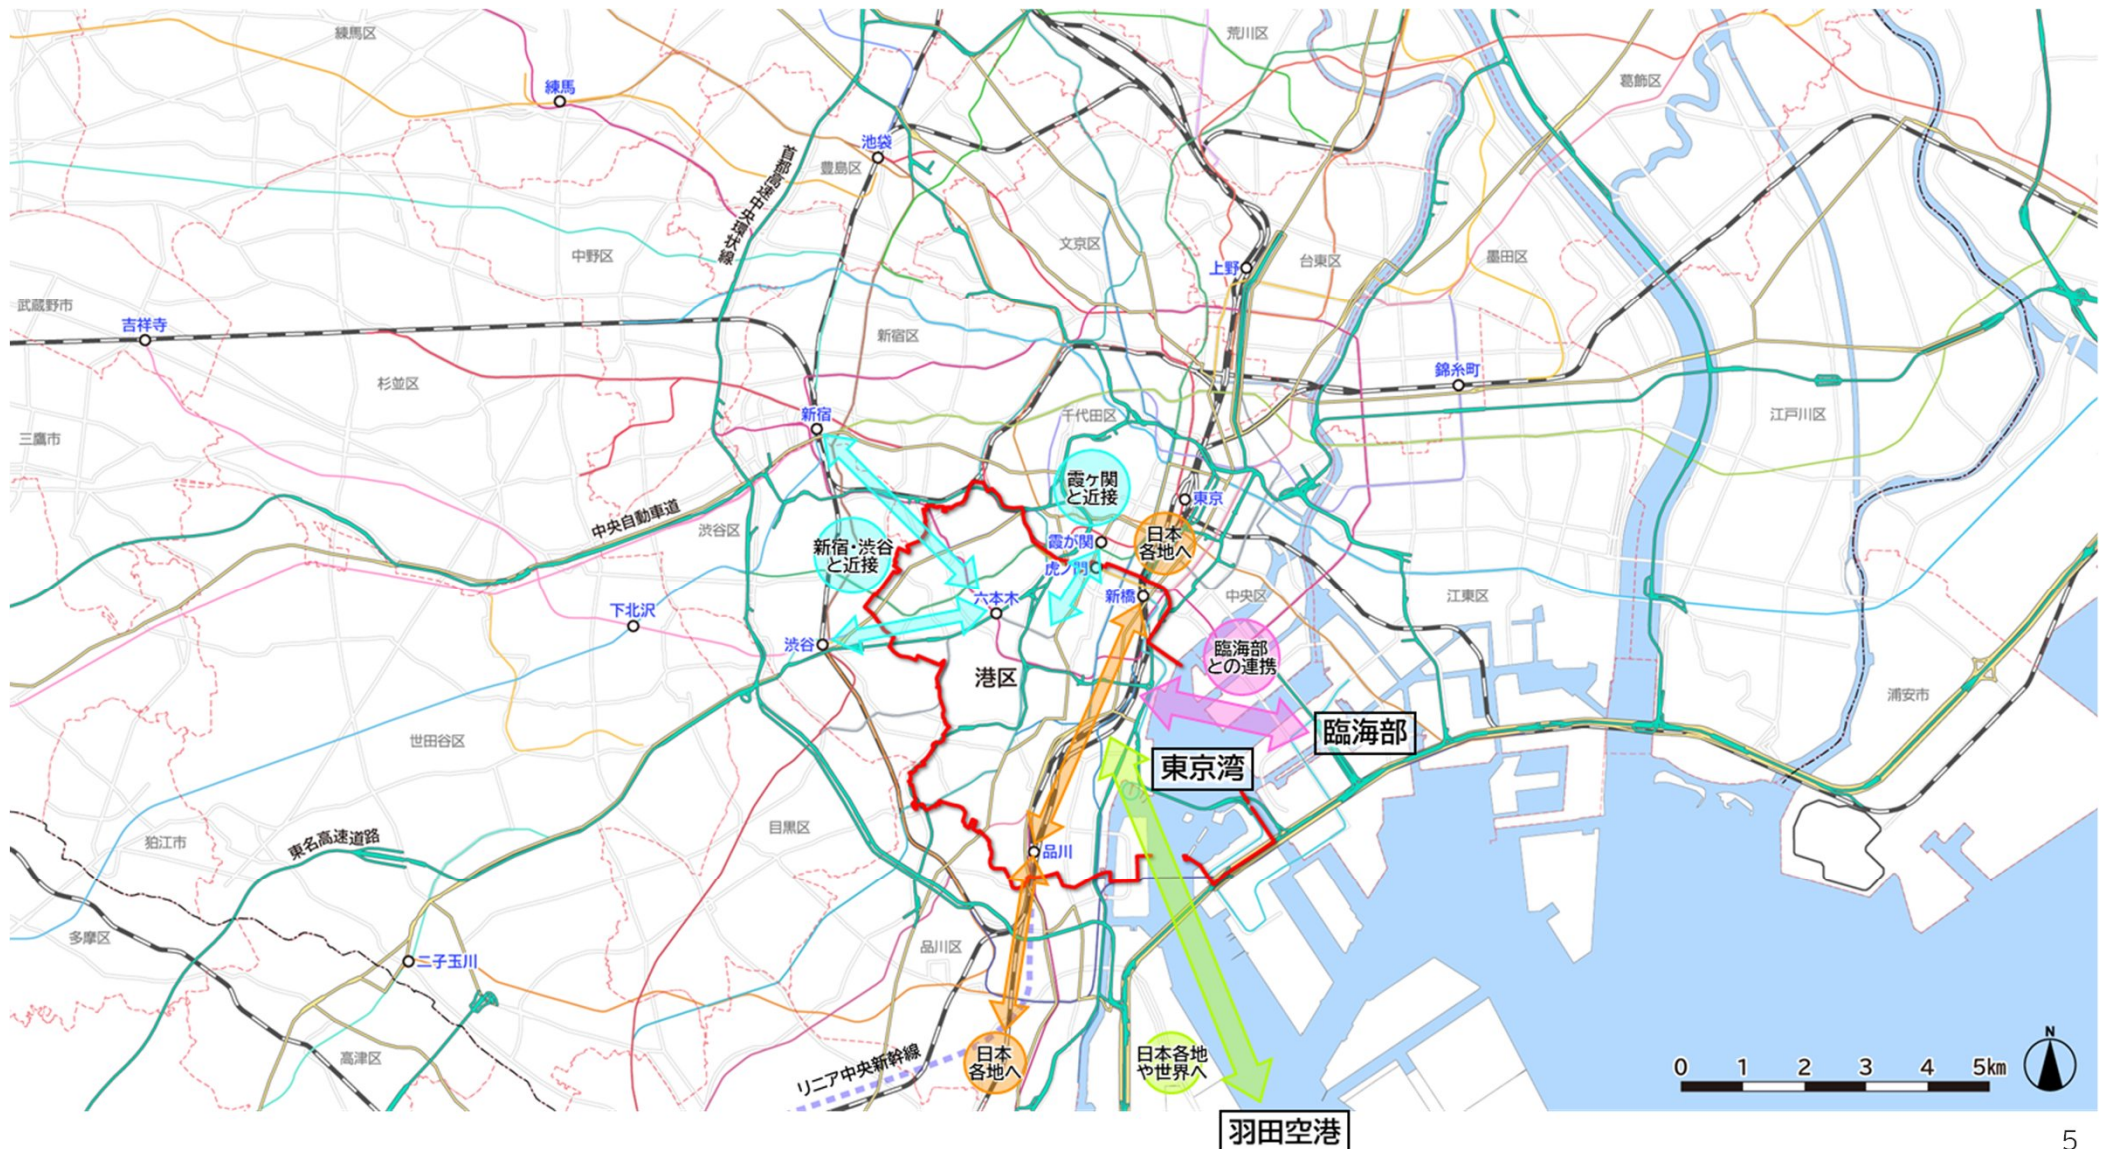 練馬区
荒川区
葛飾区
練馬
池袋
豊島区
首都高速中央環状線
文京区
中野区
上野
台東区
墨田区
武蔵野市
吉祥寺
新宿区
杉並区
錦糸町
新宿
千代田区
江戸川区
三鷹市
霞ヶ関
と近接
東京
中央自動車道
渋谷区
新宿・渋谷
と近接
霞が関
日本
各地へ
虎ノ門
六本木
新橋
中央区
江東区
下北沢
渋谷
港区
臨海部
との連携
浦安市
世田谷区
臨海部
東京湾
目黒区
狛江市
東名高速道路
品川
多摩区
二子玉川
品川区
高津区
リニア中央新幹線
日本
各地へ
日本各地
や世界へ
N
0 1 2 3 4 5km
羽田空港
5